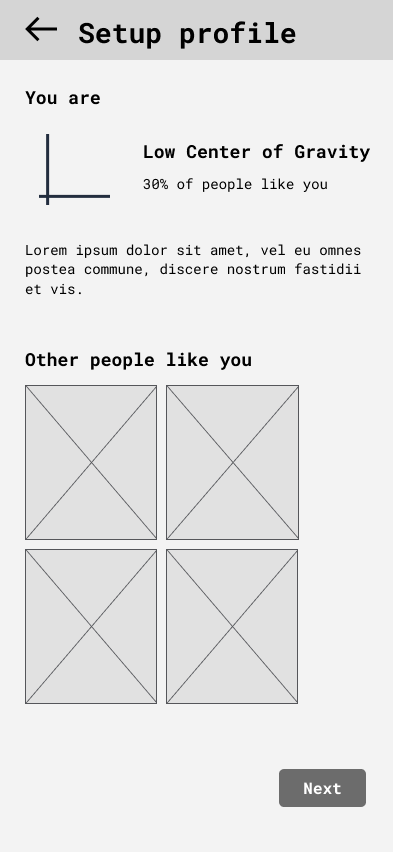 Setup profile
You are
Low Center of Gravity
30% of people like you
Lorem ipsum dolor sit amet, vel eu omnes
postea commune, discere nostrum fastidii
et vis.
Other people like you
Next